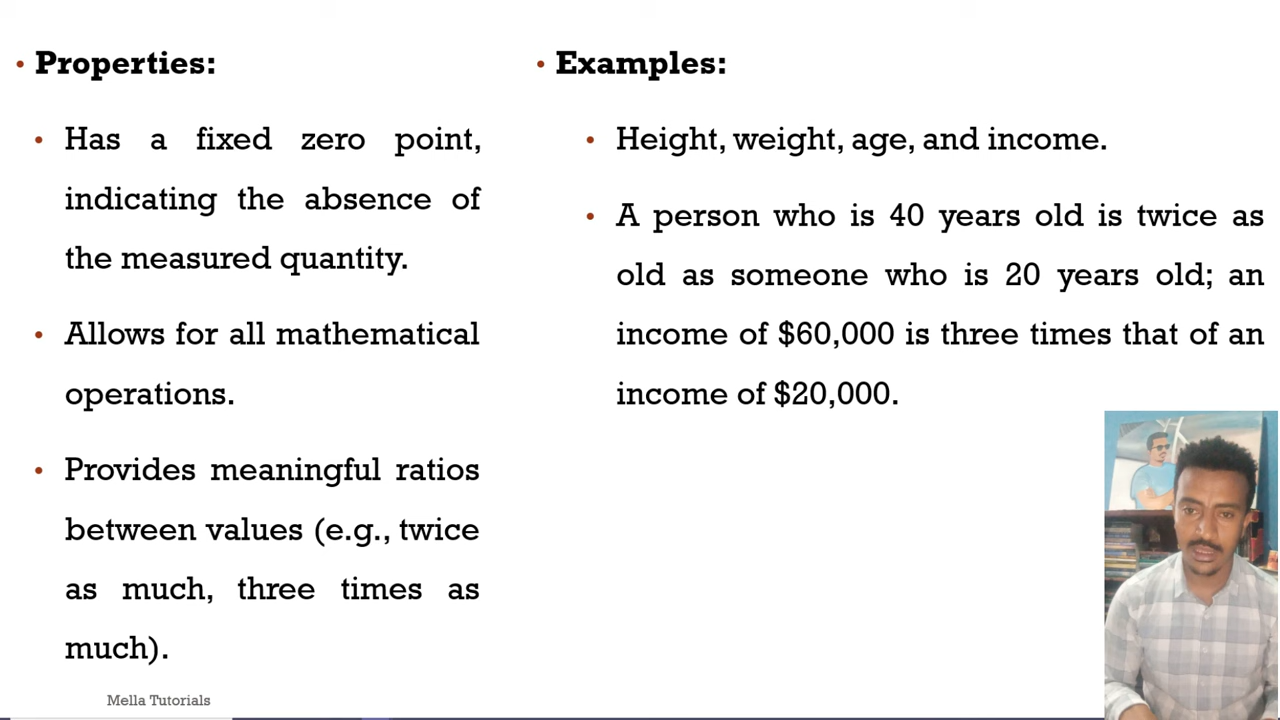 Properties:
Has a fixed zero point,
indicating the absence of
the measured quantity.
Allows for all mathematical
operations.
Provides meaningful ratios
between values (e.g., twice
as much, three times as
much).
Examples:
Height, weight, age, and income.
A person who is 40 years old is twice as
old as someone who is 20 years old; an
income of $60,000 is three times that of an
income of $20,000.
Mella Tutorials